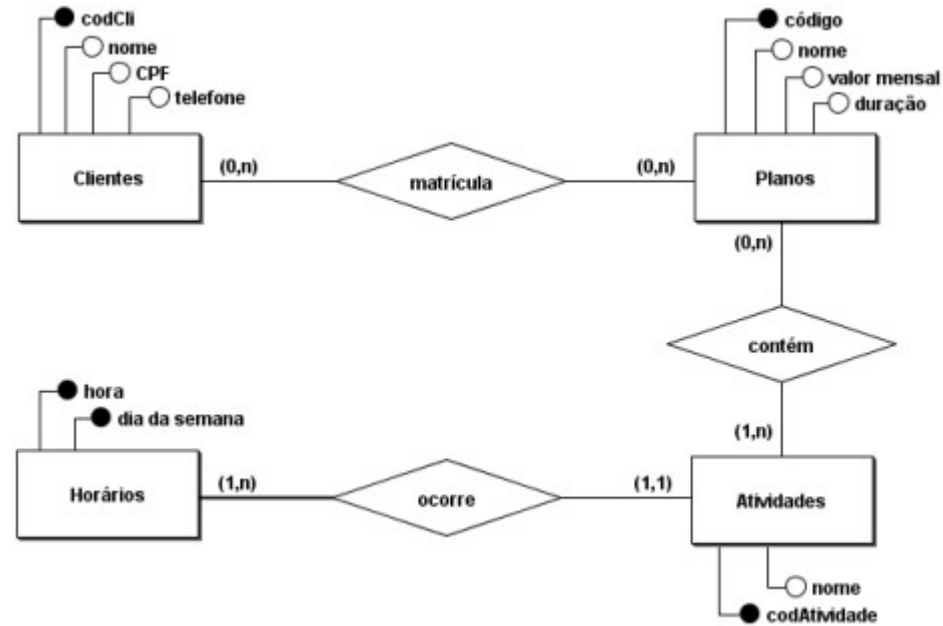 codCli
nome
CPF
telefone
Clientes
(0,n)
matrícula
(0,n)
código
nome
valor mensal
duração
Planos
(0,n)
contém
(1,n)
hora
dia da semana
Horários
(1,n)
ocorre
(1,1)
Atividades
nome
codAtividade